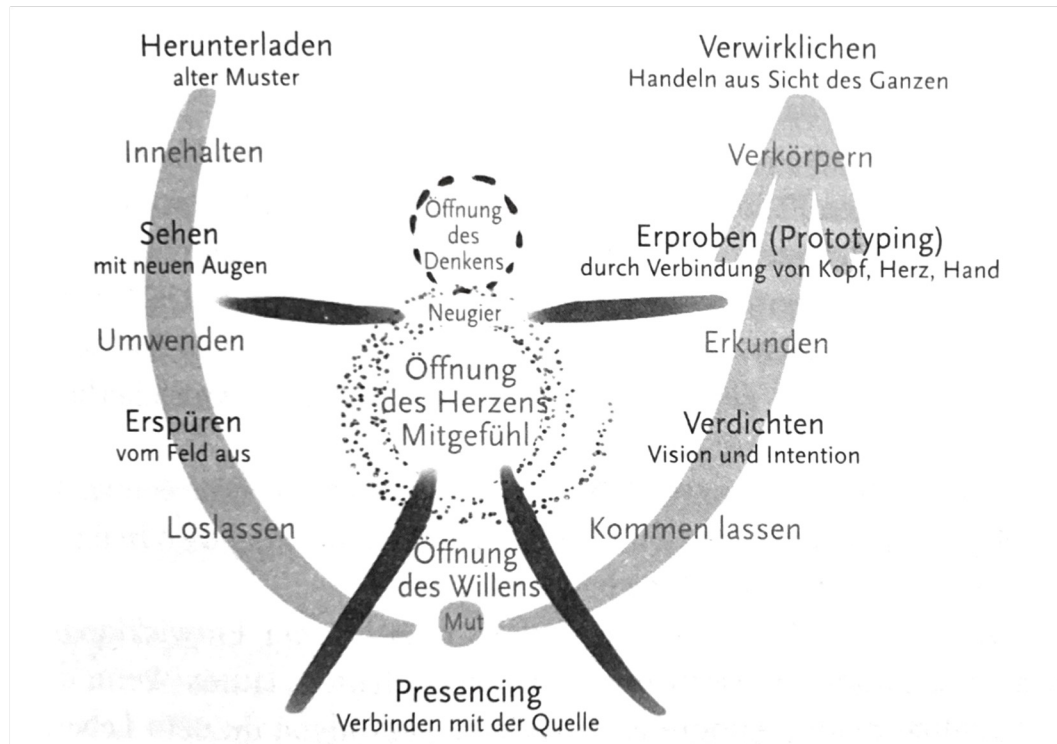 Herunterladen
alter Muster
Innehalten
Sehen
mit neuen Augen
Umwenden
Erspüren
vom Feld aus
Loslassen
Öffnung
des
Denkens
Neugier
Öffnung
des Herzens
Mitgefühl
Öffnung
des Willens
Mut
Presencing
Verbinden mit der Quelle
Verwirklichen
Handeln aus Sicht des Ganzen
Verkörpern
Erproben (Prototyping)
durch Verbindung von Kopf, Herz, Hand
Erkunden
Verdichten
Vision und Intention
Kommen lassen